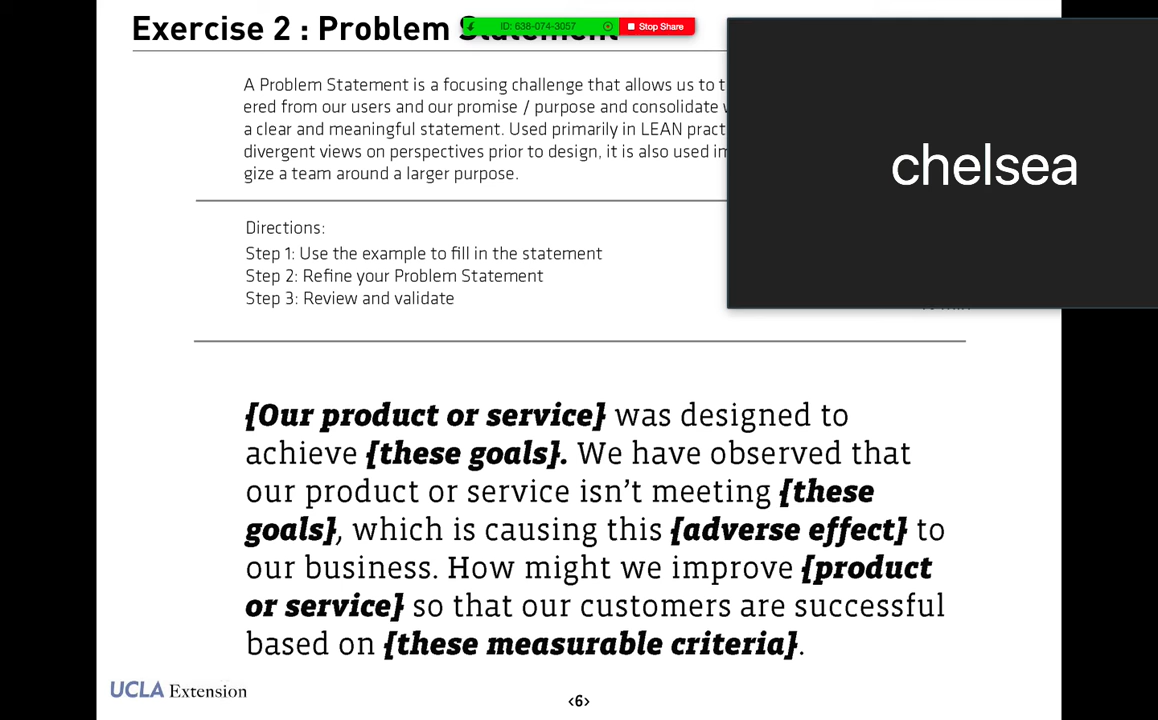 Exercise 2 : Problem Statement
ID: 638-074-3057
Stop Share
A Problem Statement is a focusing challenge that allows us to t
ered from our users and our promise / purpose and consolidate
a clear and meaningful statement. Used primarily in LEAN pract
divergent views on perspectives prior to design, it is also used
gize a team around a larger purpose.
chelsea
Directions:
Step 1: Use the example to fill in the statement
Step 2: Refine your Problem Statement
Step 3: Review and validate
{Our product or service} was designed to
achieve {these goals}. We have observed that
our product or service isn't meeting {these
goals}, which is causing this {adverse effect} to
our business. How might we improve {product
or service} so that our customers are successful
based on {these measurable criteria}.
UCLA Extension
‹6›